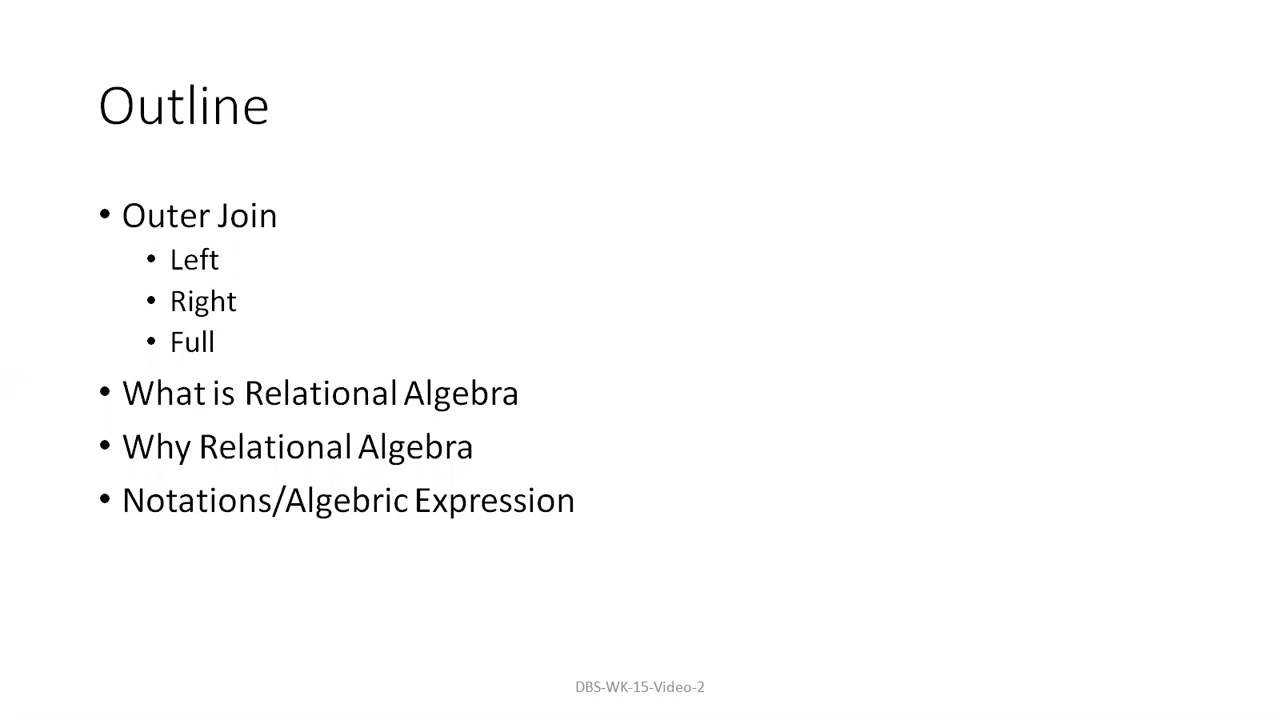 Outline
• Outer Join
• Left
• Right
• Full
• What is Relational Algebra
• Why Relational Algebra
• Notations/Algebric Expression
DBS-WK-15-Video-2